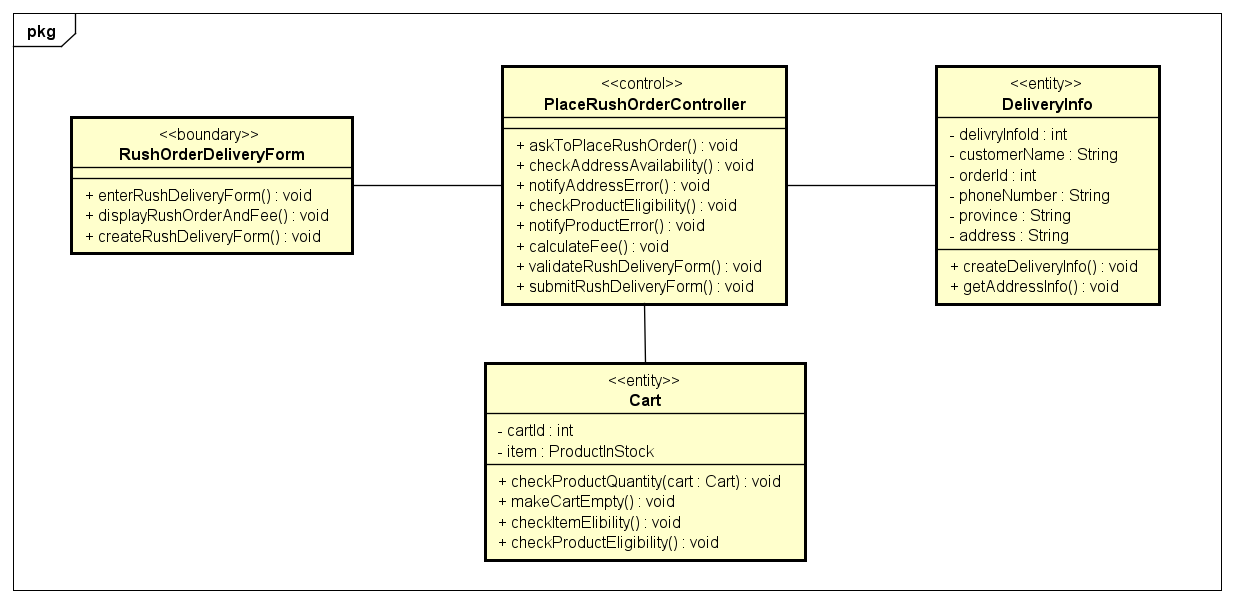 pkg
<<boundary>>
RushOrderDeliveryForm
+ enterRushDeliveryForm() : void
+ displayRushOrderAndFee() : void
+ createRushDeliveryForm() : void
<<control>>
PlaceRushOrderController
+ askToPlaceRushOrder() : void
+ checkAddressAvailability() : void
+ notifyAddressError() : void
+ checkProductEligibility() : void
+ notifyProductError() : void
+ calculateFee() : void
+ validateRushDeliveryForm() : void
+ submitRushDeliveryForm() : void
<<entity>>
DeliveryInfo
- delivryInfoId : int
- customerName : String
- orderId : int
- phoneNumber : String
- province : String
- address : String
+ createDeliveryInfo() : void
+ getAddressInfo() : void
<<entity>>
Cart
- cartId : int
- item : ProductInStock
+ checkProductQuantity(cart : Cart) : void
+ makeCartEmpty() : void
+ checkItemElibility() : void
+ checkProductEligibility() : void